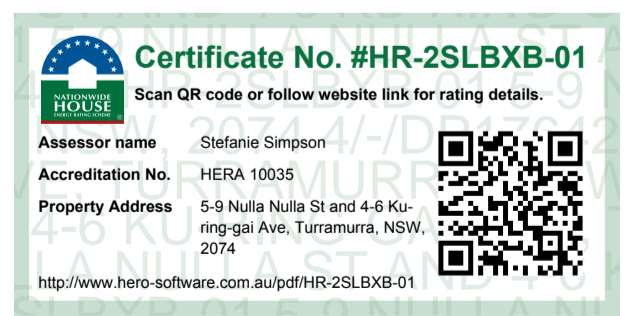 Certificate No. #HR-2SLBXB-01
Scan QR code or follow website link for rating details.
NATIONWIDE
HOUSE
ENERGY RATING SCHEME
®
Assessor name Stefanie Simpson
Accreditation No. HERA 10035
Property Address 5-9 Nulla Nulla St and 4-6 Ku-
ring-gai Ave, Turramurra, NSW,
2074
http://www.hero-software.com.au/pdf/HR-2SLBXB-01